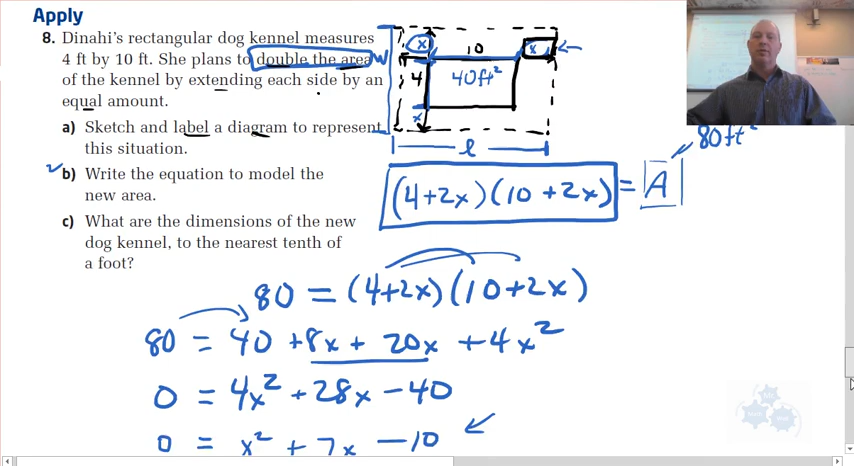 Apply
8. Dinahi's rectangular dog kennel measures
4 ft by 10 ft. She plans to double the area
of the kennel by extending each side by an
equal amount.
a) Sketch and label a diagram to represent
this situation.
b) Write the equation to model the
new area.
c) What are the dimensions of the new
dog kennel, to the nearest tenth of
a foot?
x
10
x
w
4
40ft²
x
l
80ft²
(4+2x)(10+2x) = A
80 = (4+2x)(10+2x)
80 = 40 +8x + 20x +4x²
0 = 4x² +28x -40
0 = x² + 7x -10